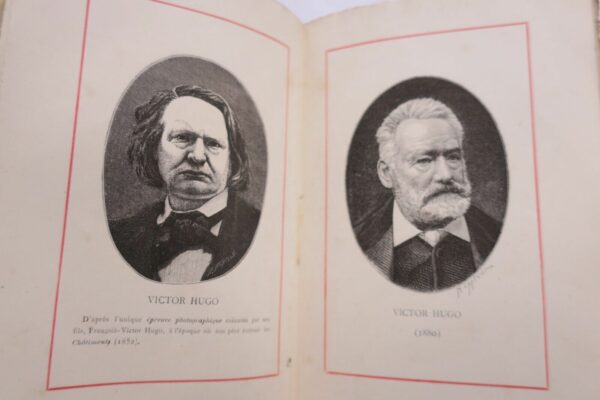 VICTOR HUGO
D'après l'unique épreuve photographique exécutée par son
fils, François-Victor Hugo, à l'époque où son père écrivait les
Châtiments (1852).
VICTOR HUGO
(1880)